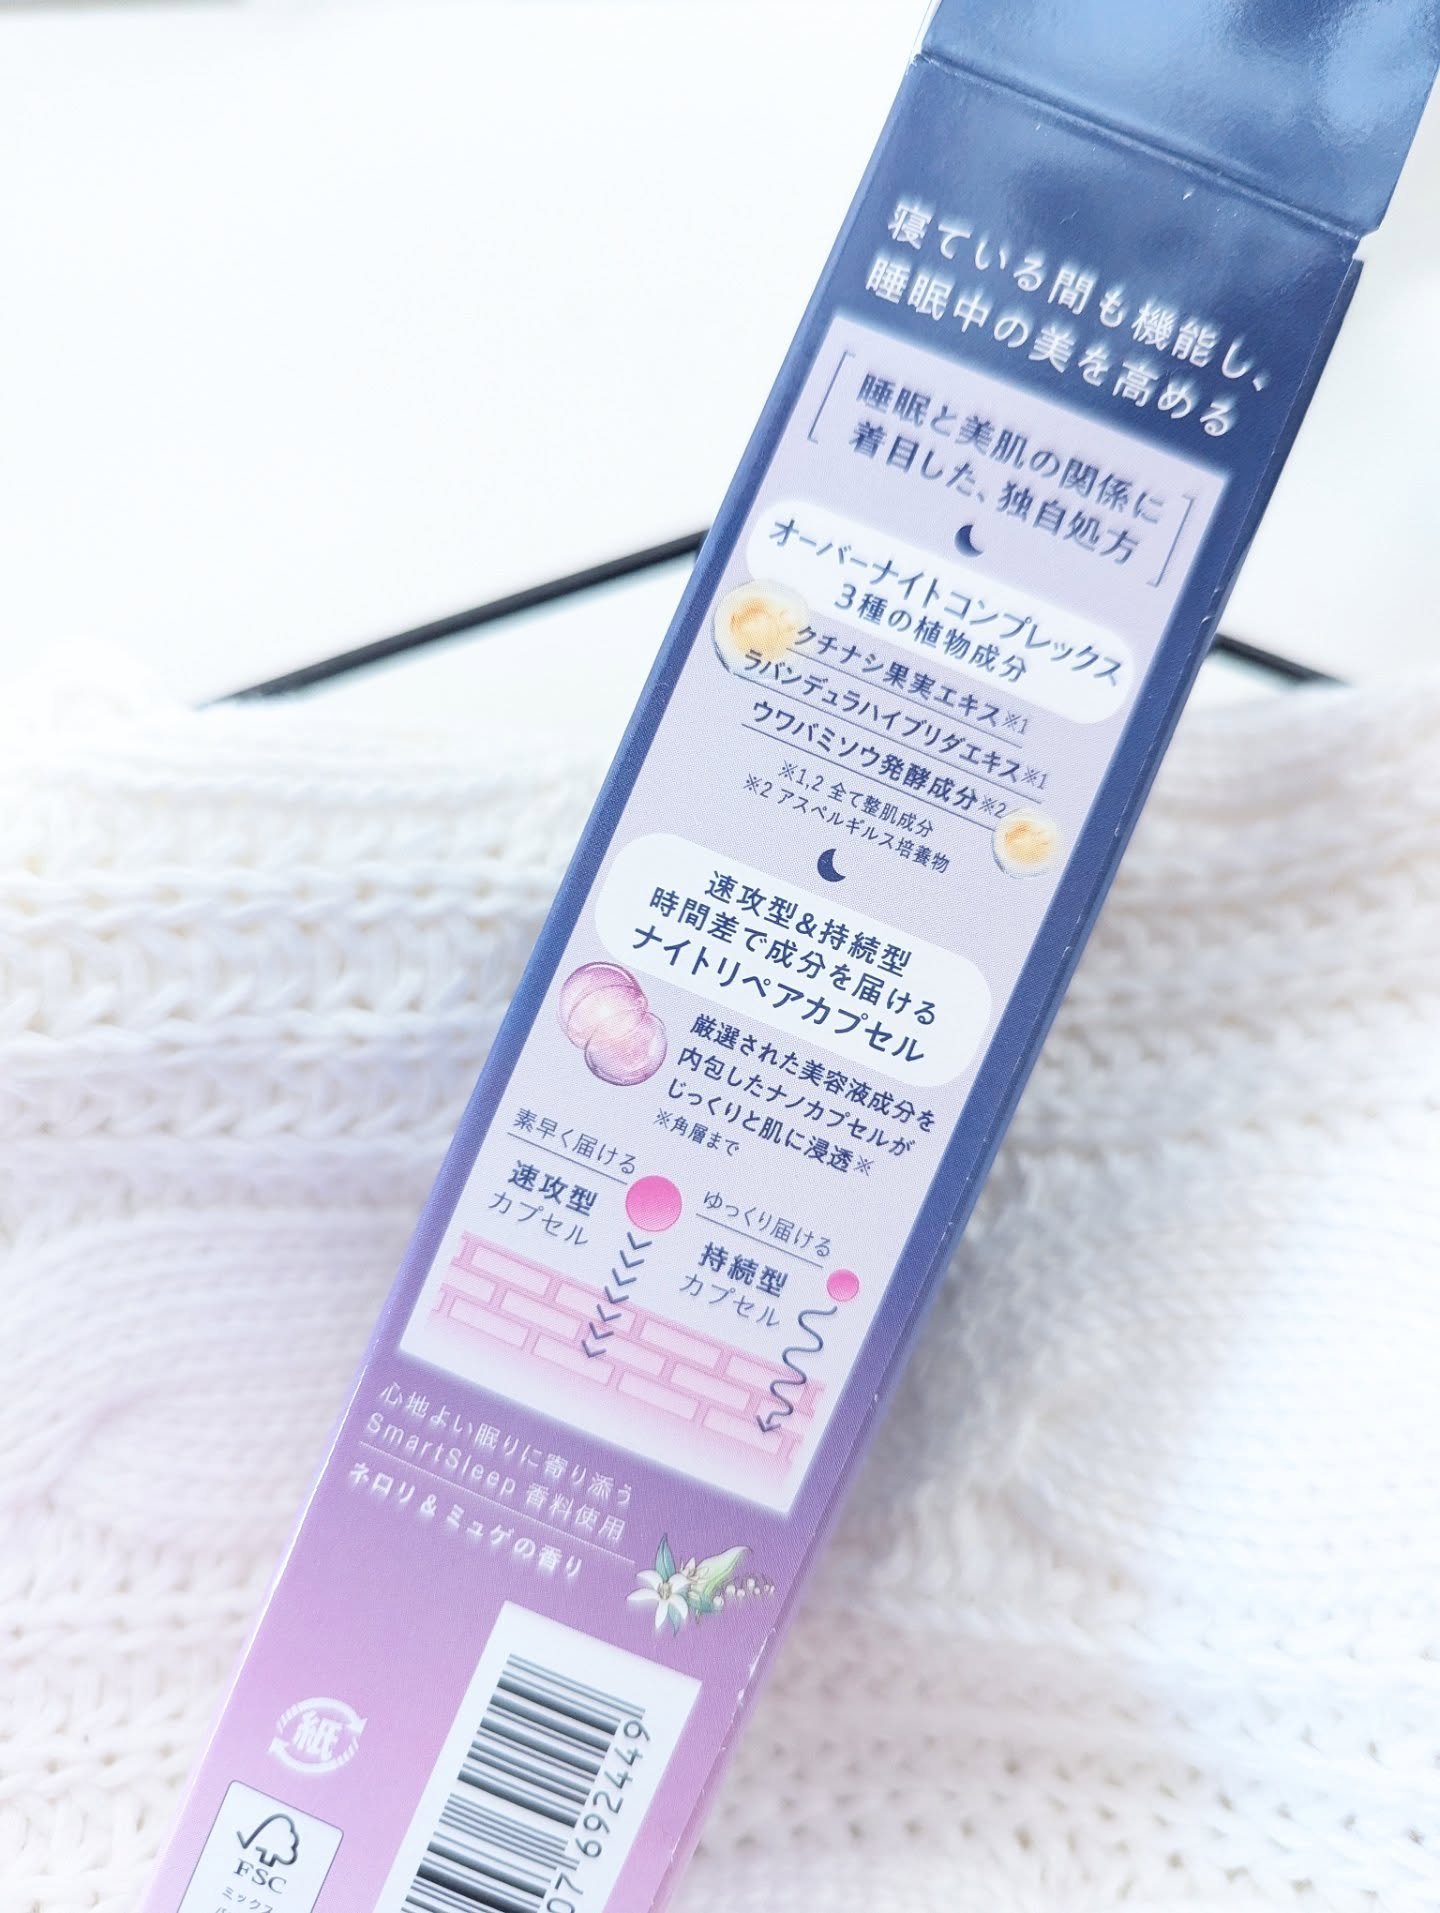 寝ている間も機能し、
睡眠中の美を高める
睡眠と美肌の関係に
着目した、独自処方
オーバーナイトコンプレックス
3種の植物成分
クチナシ果実エキス※1
ラバンデュラハイブリダエキス※1
ウワバミソウ発酵成分※2
※1,2 全て整肌成分
※2 アスペルギルス培養物
速攻型&持続型
時間差で成分を届ける
ナイトリペアカプセル
厳選された美容液成分を
内包したナノカプセルが
じっくりと肌に浸透※
※角層まで
素早く届ける
速攻型
カプセル
ゆっくり届ける
持続型
カプセル
心地よい眠りに寄り添う
SmartSleep 香料使用
ネロリ & ミュゲの香り
紙
07 692449
FSC
ミックス